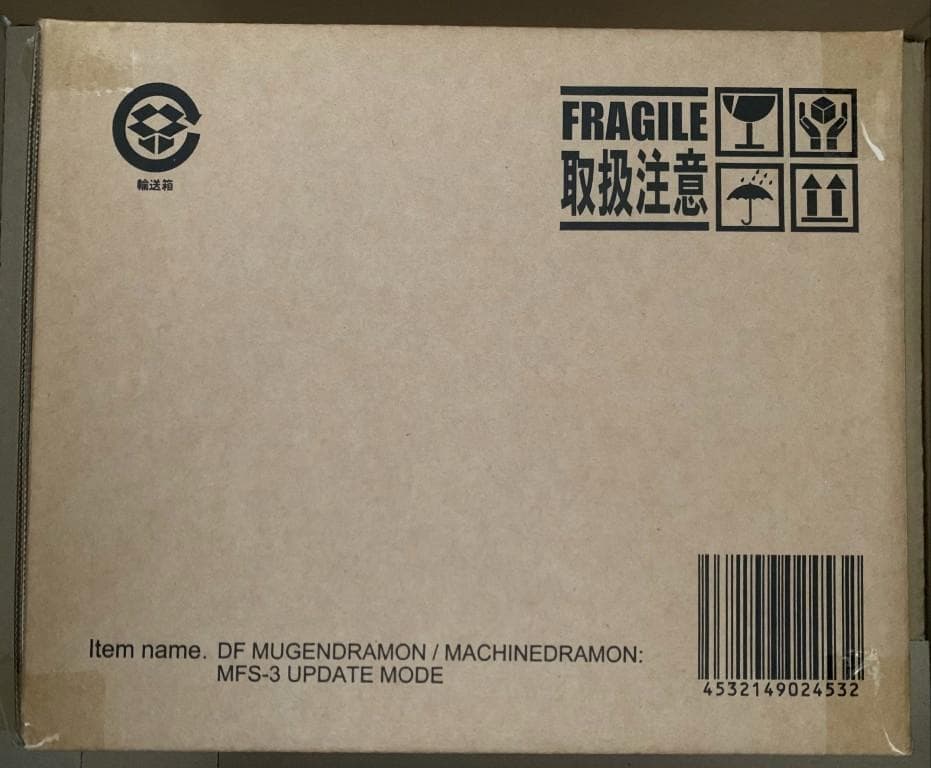 輸送箱
FRAGILE
取扱注意
Item name. DF MUGENDRAMON / MACHINEDRAMON:
MFS-3 UPDATE MODE
4532149024532